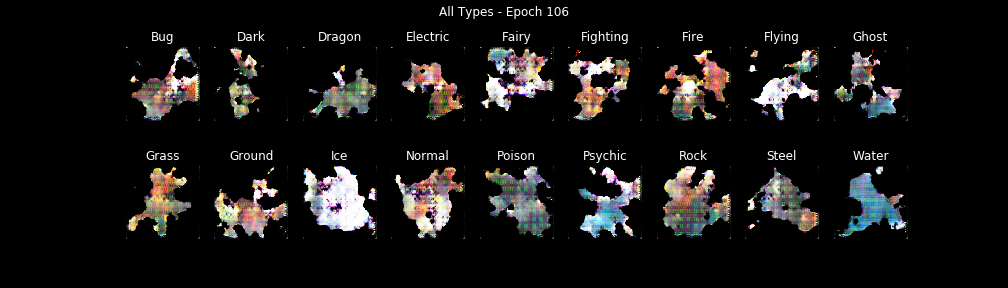 All Types - Epoch 106
Bug Dark Dragon Electric Fairy Fighting Fire Flying Ghost
Grass Ground Ice Normal Poison Psychic Rock Steel Water